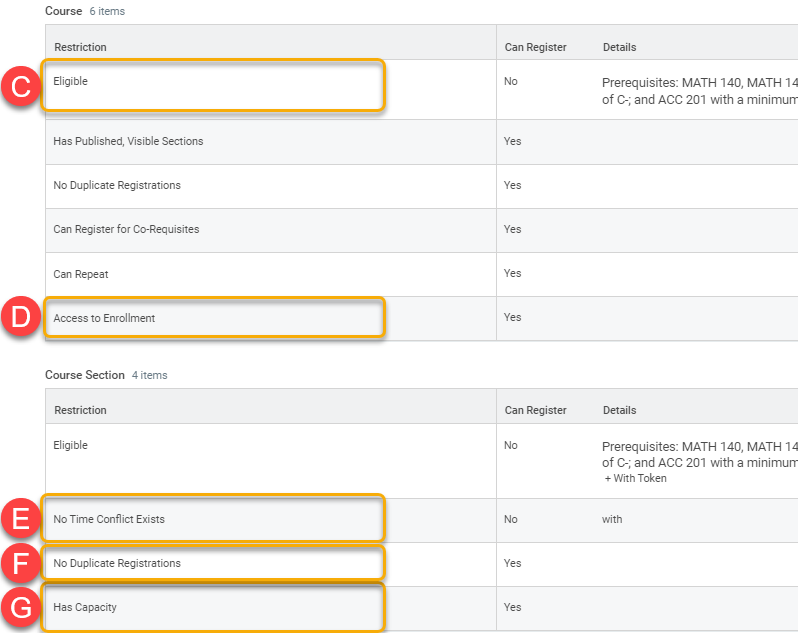 Course 6 items
Restriction Can Register Details
C
Eligible No Prerequisites: MATH 140, MATH 14
of C-; and ACC 201 with a minimum
Has Published, Visible Sections Yes
No Duplicate Registrations Yes
Can Register for Co-Requisites Yes
Can Repeat Yes
D
Access to Enrollment Yes
Course Section 4 items
Restriction Can Register Details
Eligible No Prerequisites: MATH 140, MATH 14
of C-; and ACC 201 with a minimum
+ With Token
E
No Time Conflict Exists No with
F
No Duplicate Registrations Yes
G
Has Capacity Yes